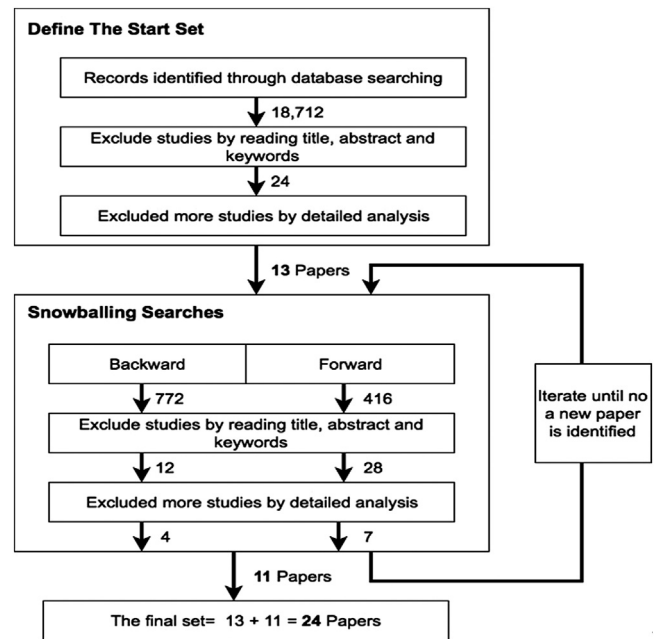 Define The Start Set
Records identified through database searching
18,712
Exclude studies by reading title, abstract and
keywords
24
Excluded more studies by detailed analysis
13 Papers
Snowballing Searches
Backward
Forward
772
416
Exclude studies by reading title, abstract and
keywords
12
28
Excluded more studies by detailed analysis
4
7
Iterate until no
a new paper
is identified
11 Papers
The final set= 13 + 11 = 24 Papers